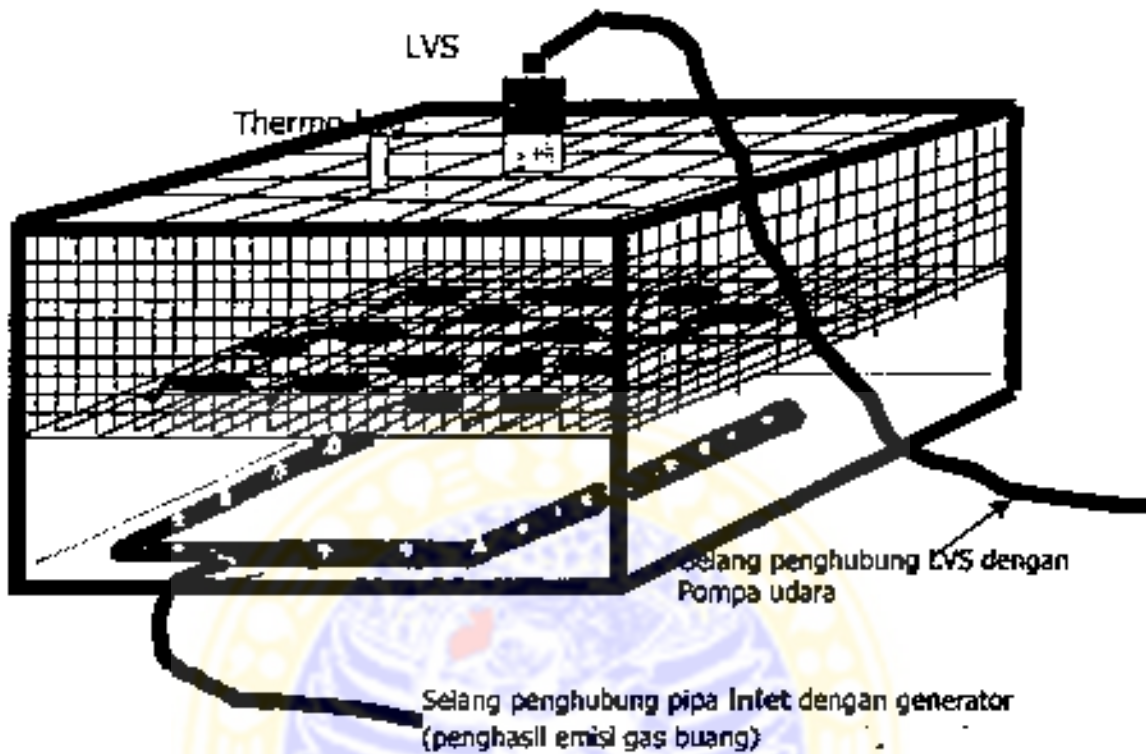 LVS
Selang penghubung LVS dengan
Pompa udara
Selang penghubung pipa Inlet dengan generator
(penghasil emisi gas buang)